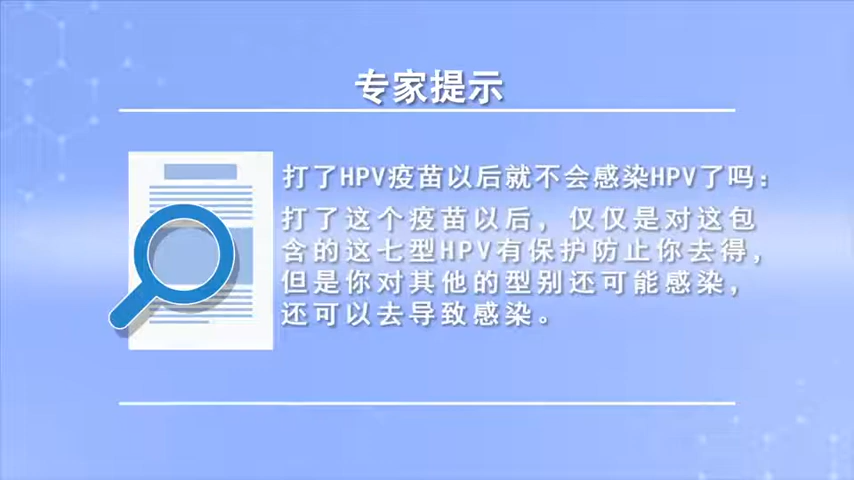 专家提示
打了HPV疫苗以后就不会感染HPV了吗：
打了这个疫苗以后，仅仅是对这包
含的这七型HPV有保护防止你去得，
但是你对其他的型别还可能感染，
还可以去导致感染。